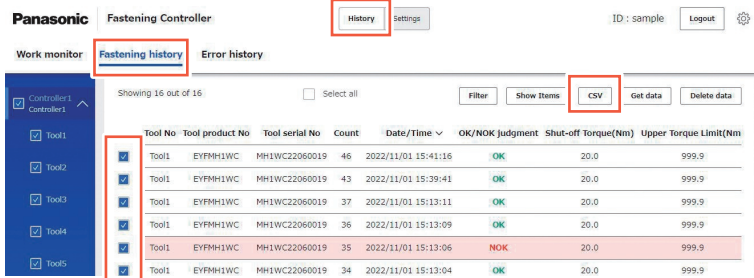 Panasonic Fastening Controller History Settings ID : sample Logout
Work monitor Fastening history Error history
Controller1
Controller1
Tool1
Tool2
Tool3
Tool4
Tool5
Showing 16 out of 16 Select all Filter Show Items CSV Get data Delete data
Tool No Tool product No Tool serial No Count Date/Time OK/NOK judgment Shut-off Torque(Nm) Upper Torque Limit(Nm
Tool1 EYFMH1WC MH1WC22060019 46 2022/11/01 15:41:16 OK 20.0 999.9
Tool1 EYFMH1WC MH1WC22060019 43 2022/11/01 15:39:41 OK 20.0 999.9
Tool1 EYFMH1WC MH1WC22060019 37 2022/11/01 15:13:11 OK 20.0 999.9
Tool1 EYFMH1WC MH1WC22060019 36 2022/11/01 15:13:09 OK 20.0 999.9
Tool1 EYFMH1WC MH1WC22060019 35 2022/11/01 15:13:06 NOK 20.0 999.9
Tool1 EYFMH1WC MH1WC22060019 34 2022/11/01 15:13:04 OK 20.0 999.9